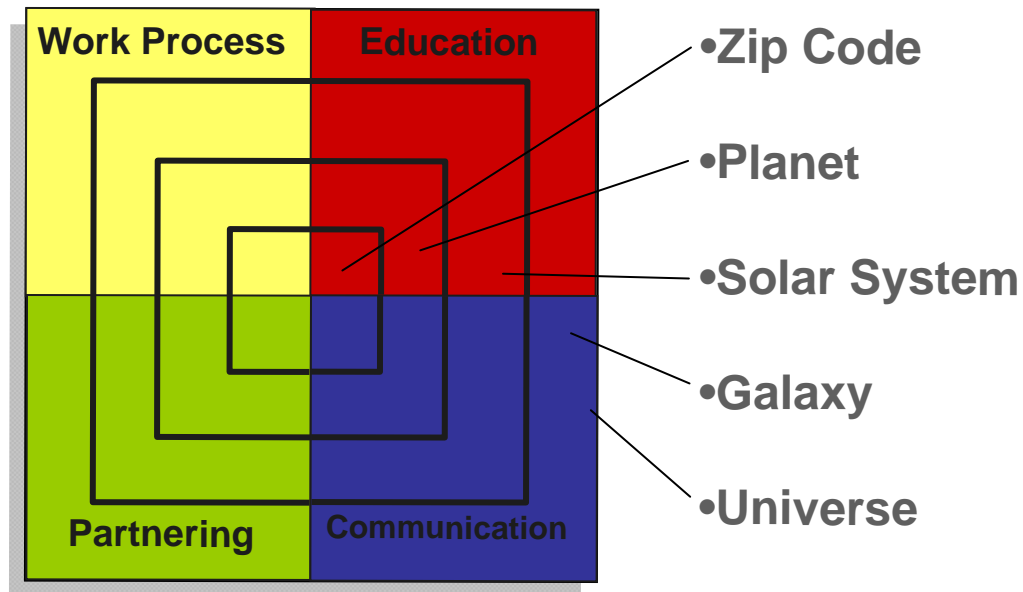 Work Process
Education
Partnering
Communication
•Zip Code
•Planet
•Solar System
•Galaxy
•Universe